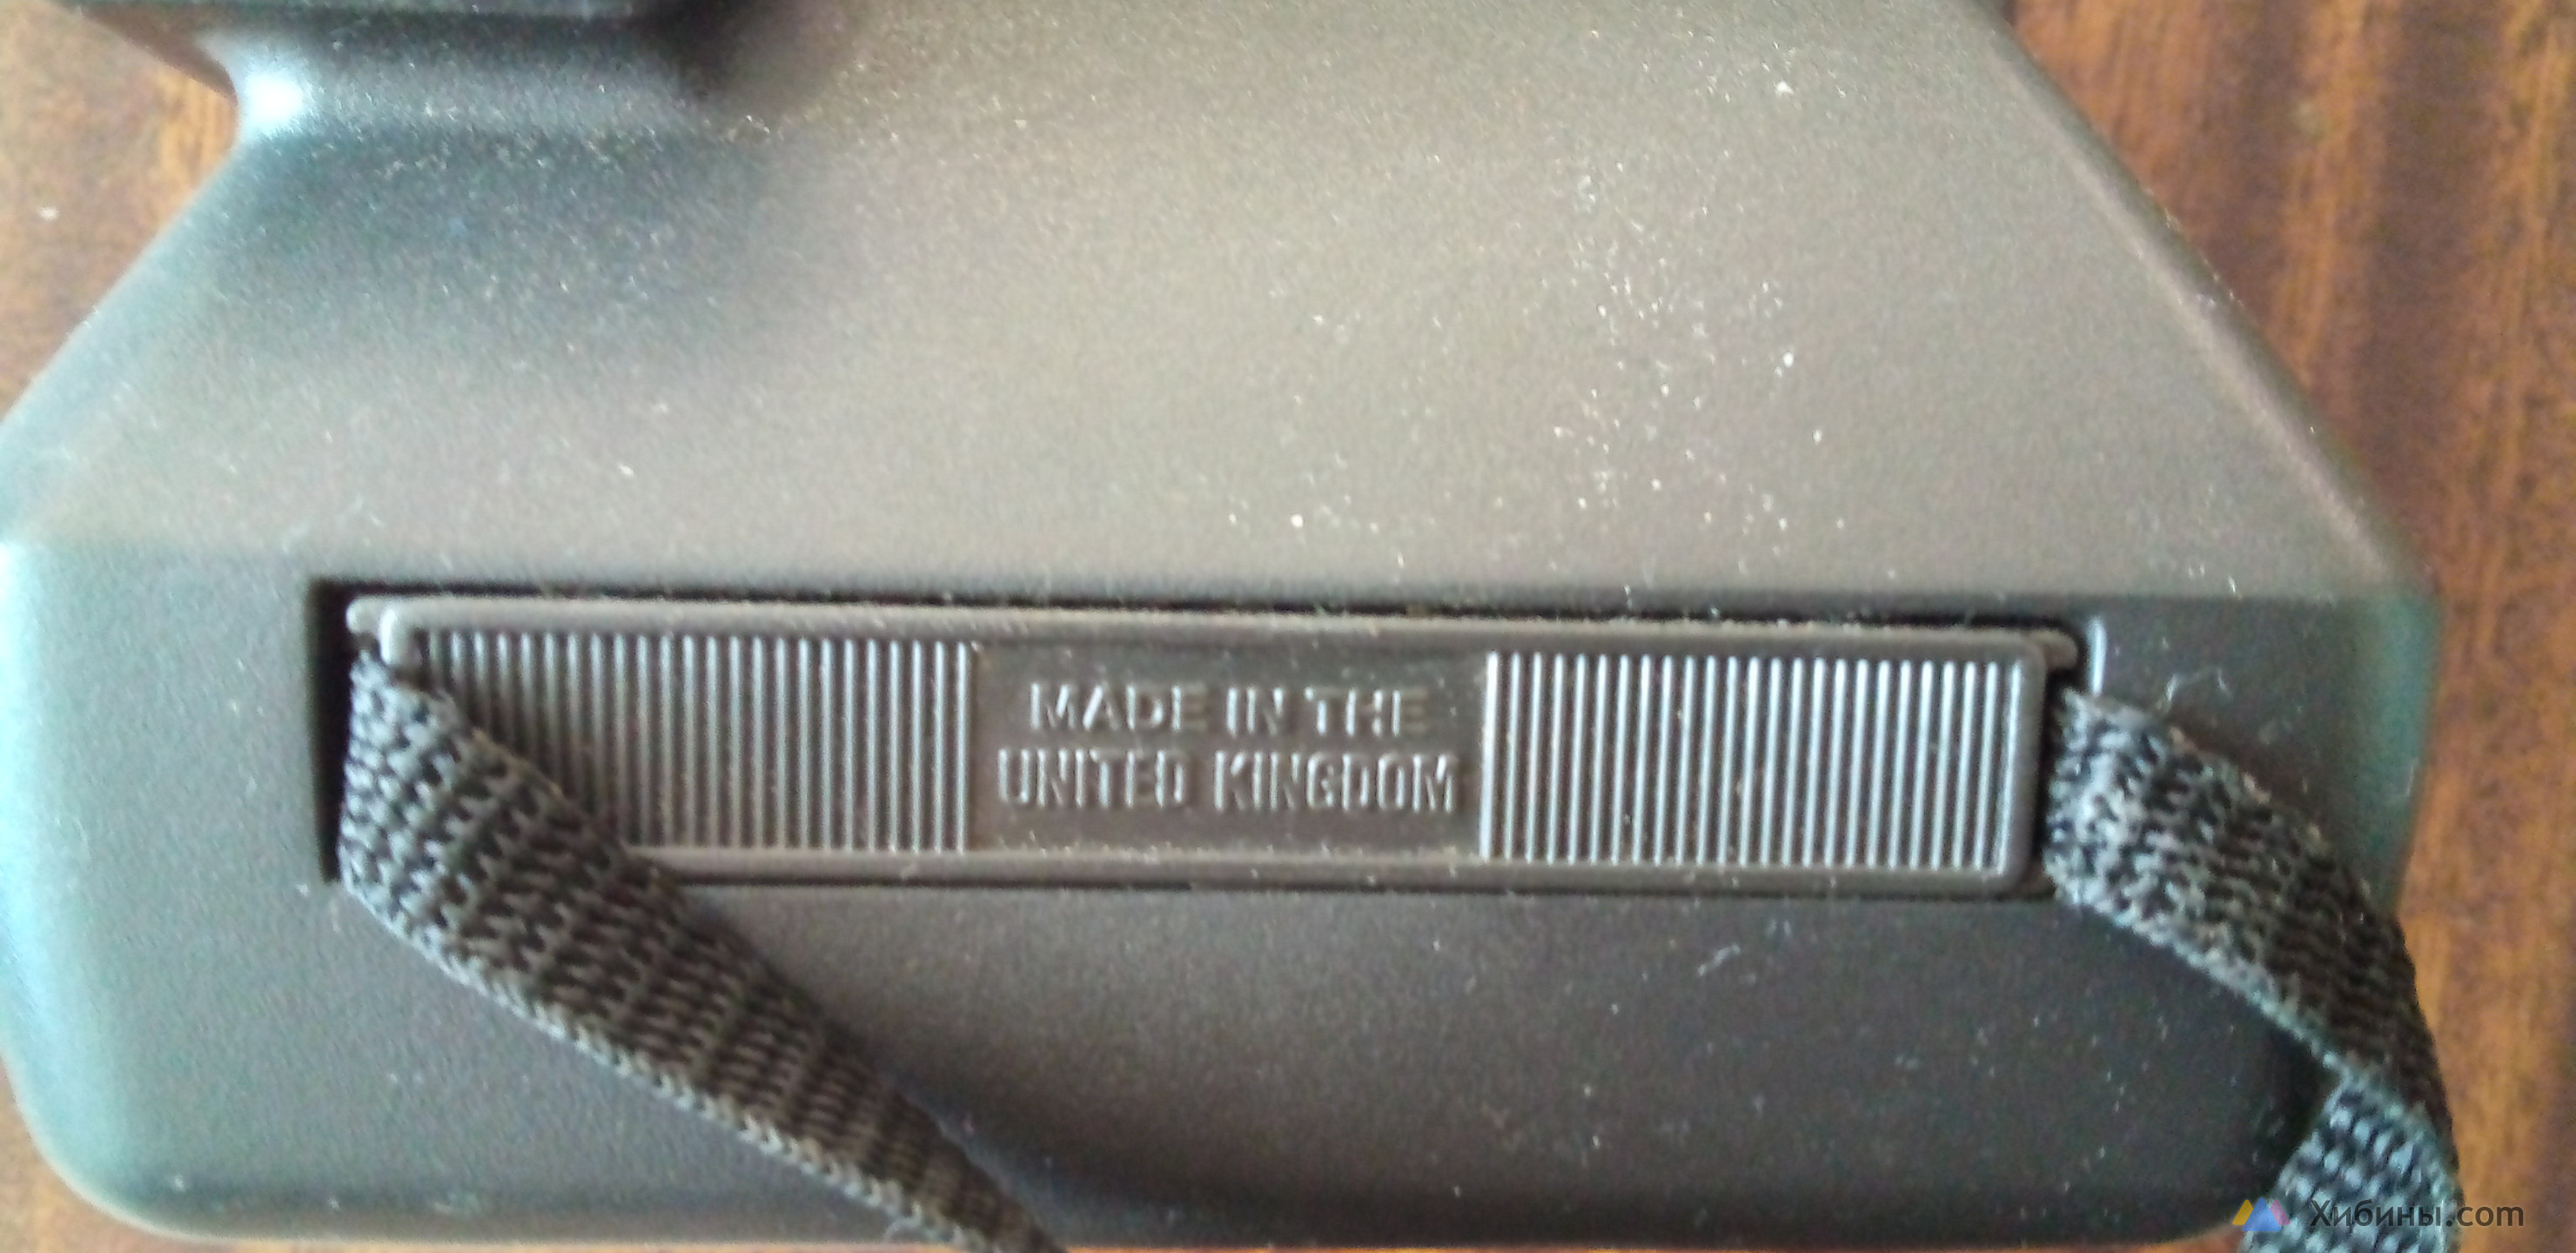 MADE IN THE
UNITED KINGDOM
Хибины.com